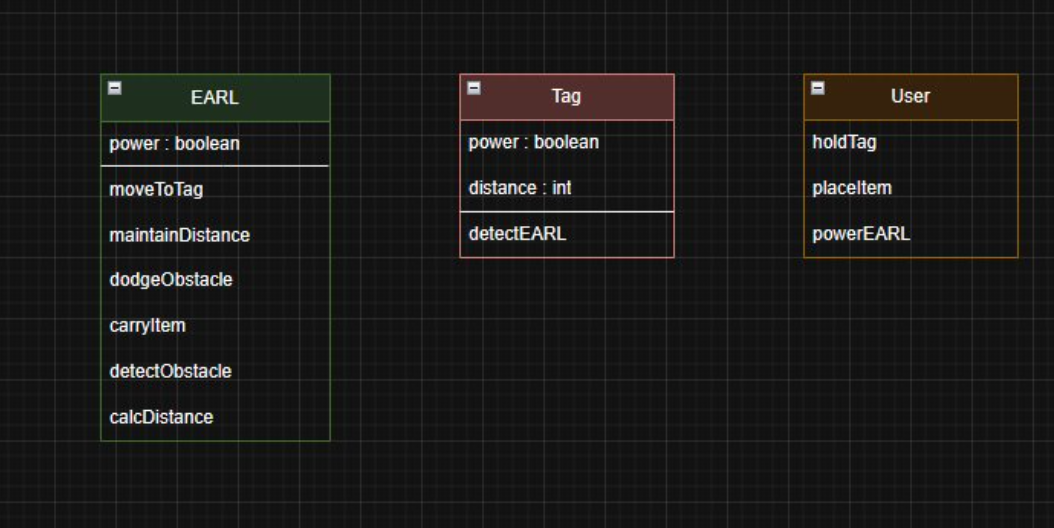 EARL
power : boolean
moveToTag
maintainDistance
dodgeObstacle
carryItem
detectObstacle
calcDistance
Tag
power : boolean
distance : int
detectEARL
User
holdTag
placeItem
powerEARL